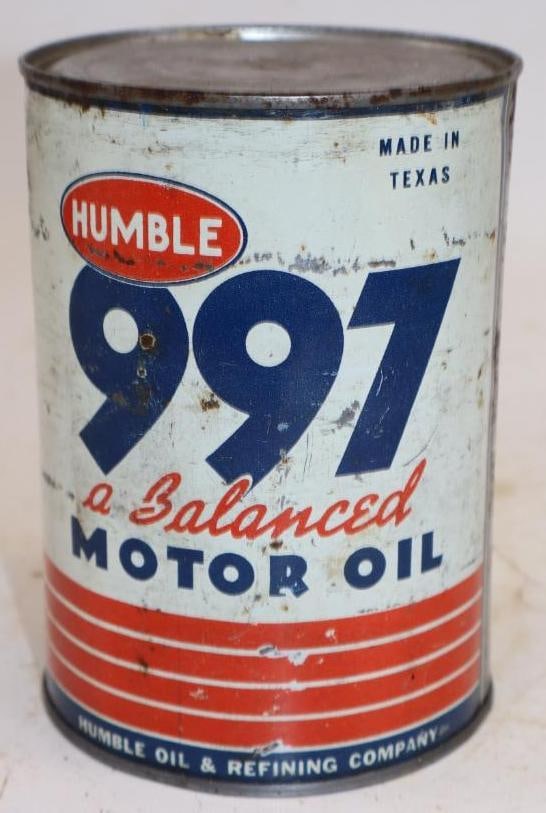 MADE IN
TEXAS
HUMBLE
997
a Balanced
MOTOR OIL
HUMBLE OIL & REFINING COMPANY